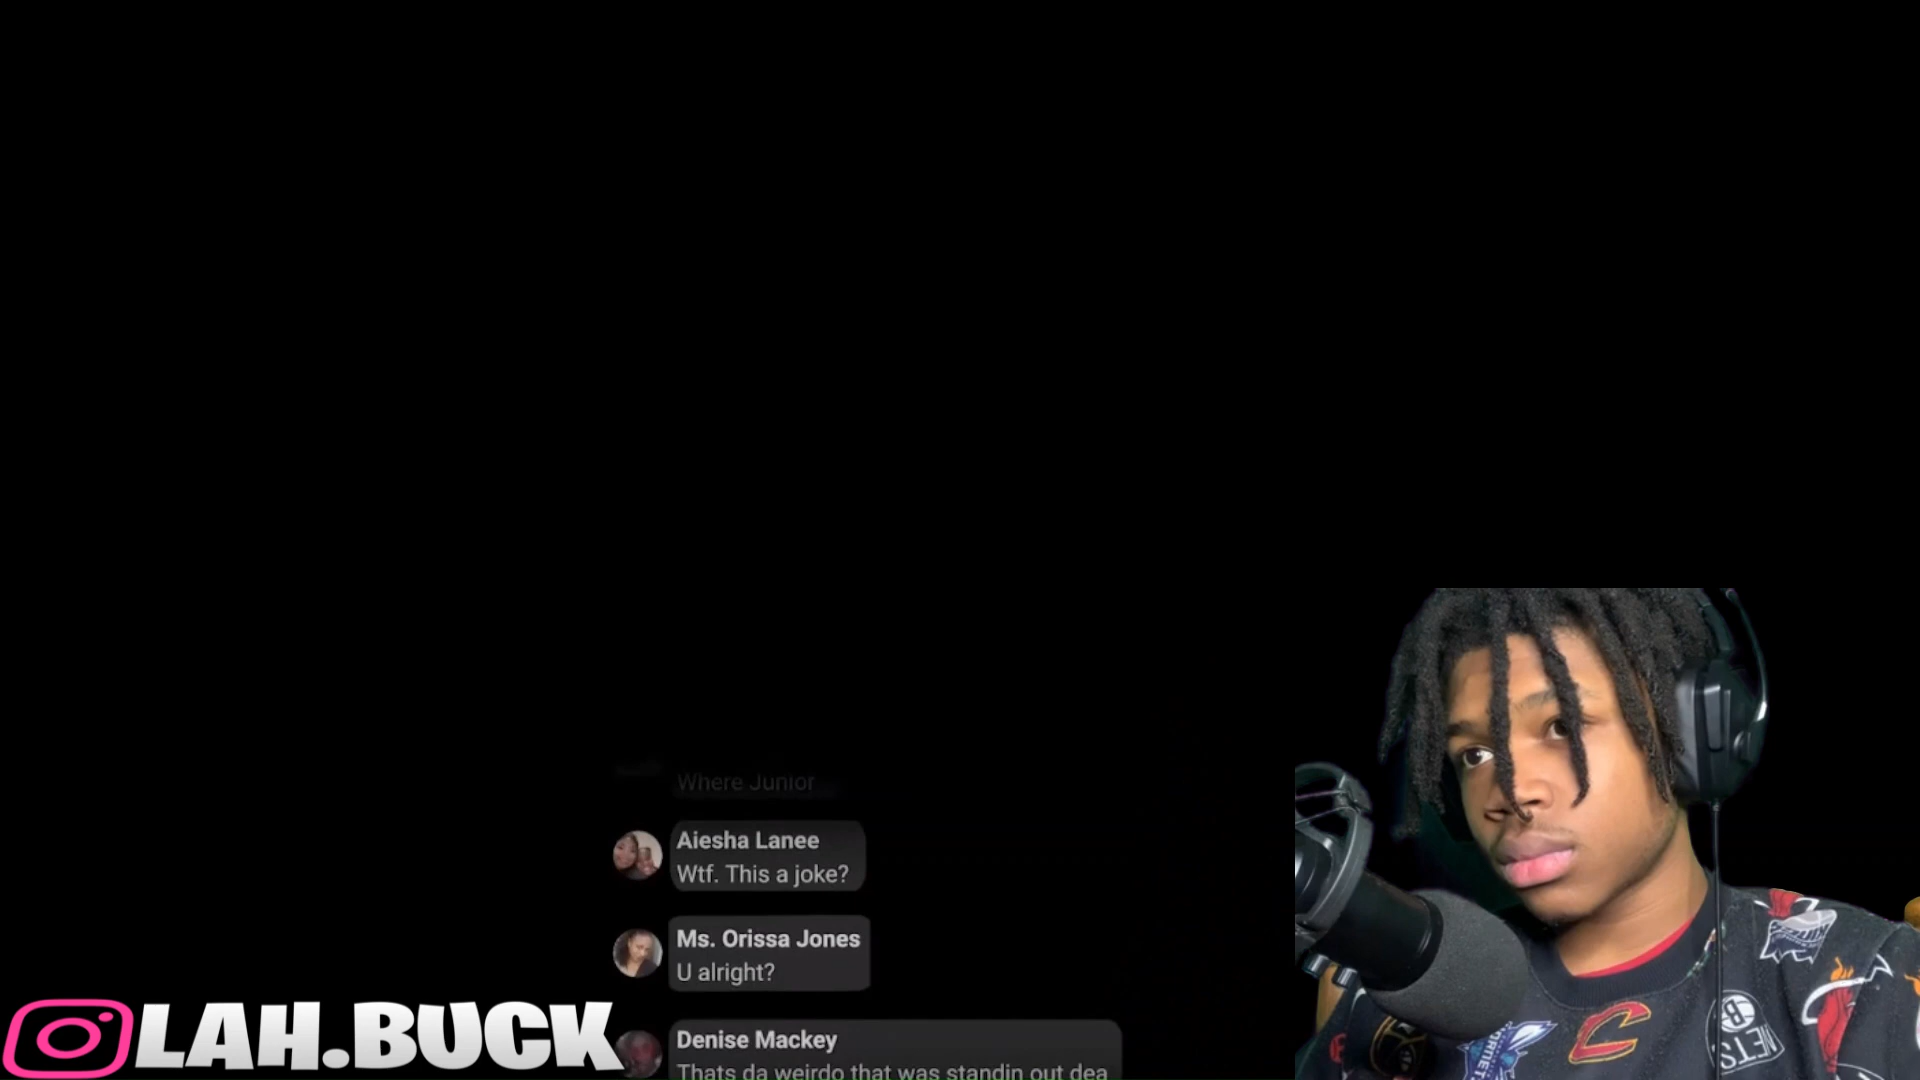 Where Junior
Aiesha Lanee
Wtf. This a joke?
Ms. Orissa Jones
U alright?
Denise Mackey
Thats da weirdo that was standin out dea
LAH.BUCK
C
NETS